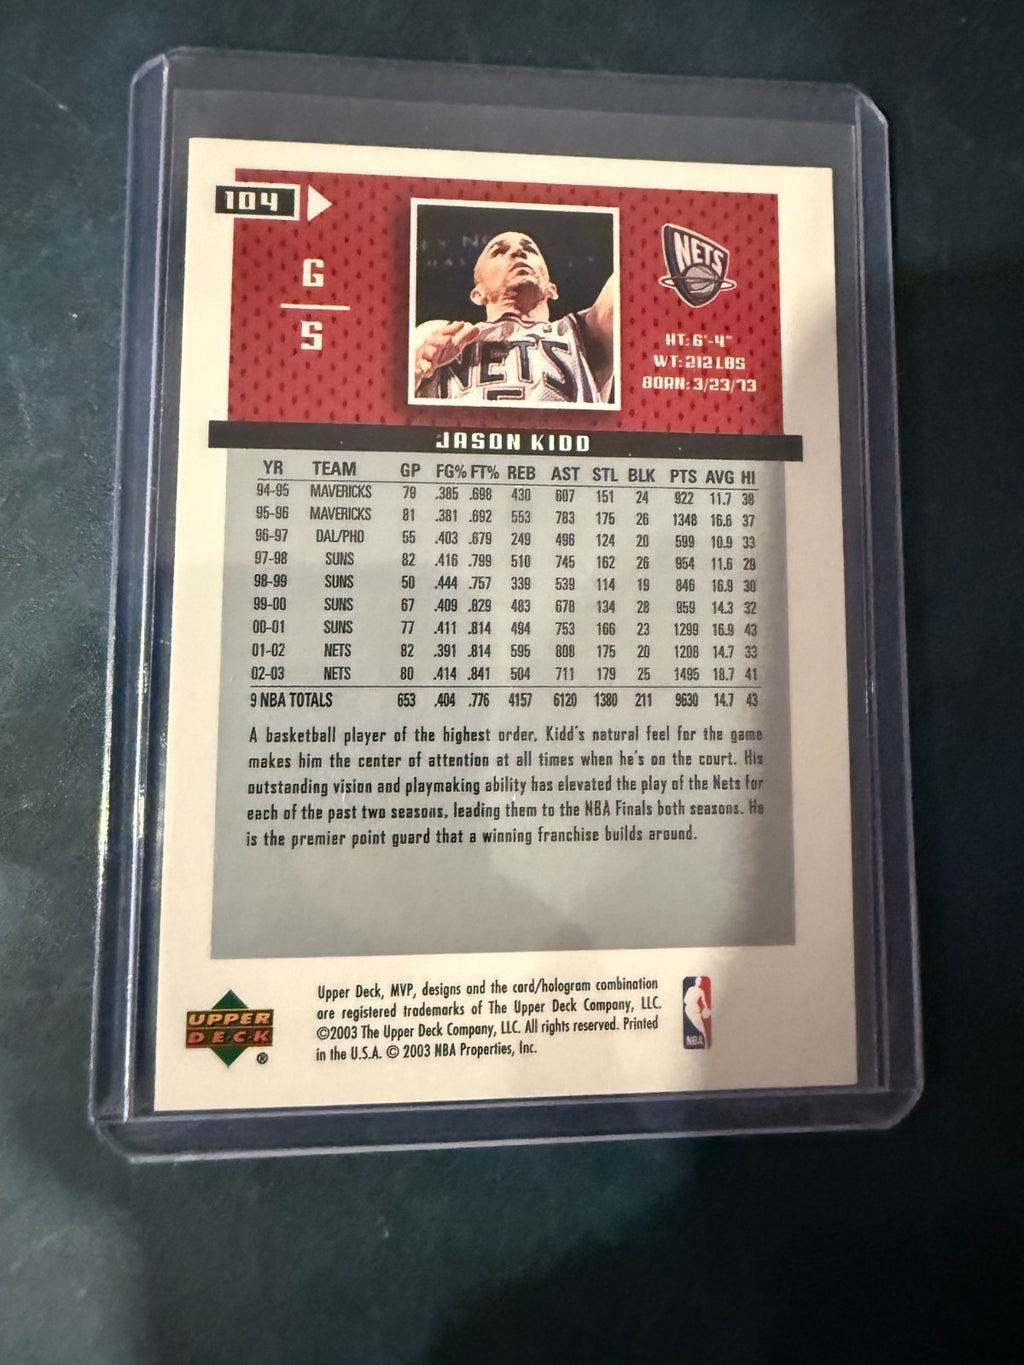 104
G
5
NETS
NETS
HT: 6'-4"
WT: 212 LBS
BORN: 3/23/73
JASON KIDD
YR TEAM GP FG% FT% REB AST STL BLK PTS AVG HI
94-95 MAVERICKS 79 .385 .698 430 607 151 24 922 11.7 38
95-96 MAVERICKS 81 .381 .692 553 783 175 26 1348 16.6 37
96-97 DAL/PHO 55 .403 .679 249 496 124 20 599 10.9 33
97-98 SUNS 82 .416 .799 510 745 162 26 954 11.6 29
98-99 SUNS 50 .444 .757 339 539 114 19 846 16.9 30
99-00 SUNS 67 .409 .829 483 678 134 28 959 14.3 32
00-01 SUNS 77 .411 .814 494 753 166 23 1299 16.9 43
01-02 NETS 82 .391 .814 595 808 175 20 1208 14.7 33
02-03 NETS 80 .414 .841 504 711 179 25 1495 18.7 41
9 NBA TOTALS 653 .404 .776 4157 6120 1380 211 9630 14.7 43
A basketball player of the highest order, Kidd's natural feel for the game
makes him the center of attention at all times when he's on the court. His
outstanding vision and playmaking ability has elevated the play of the Nets for
each of the past two seasons, leading them to the NBA Finals both seasons. He
is the premier point guard that a winning franchise builds around.
UPPER
DECK
®
Upper Deck, MVP, designs and the card/hologram combination
are registered trademarks of The Upper Deck Company, LLC.
©2003 The Upper Deck Company, LLC. All rights reserved. Printed
in the U.S.A. © 2003 NBA Properties, Inc.
NBA